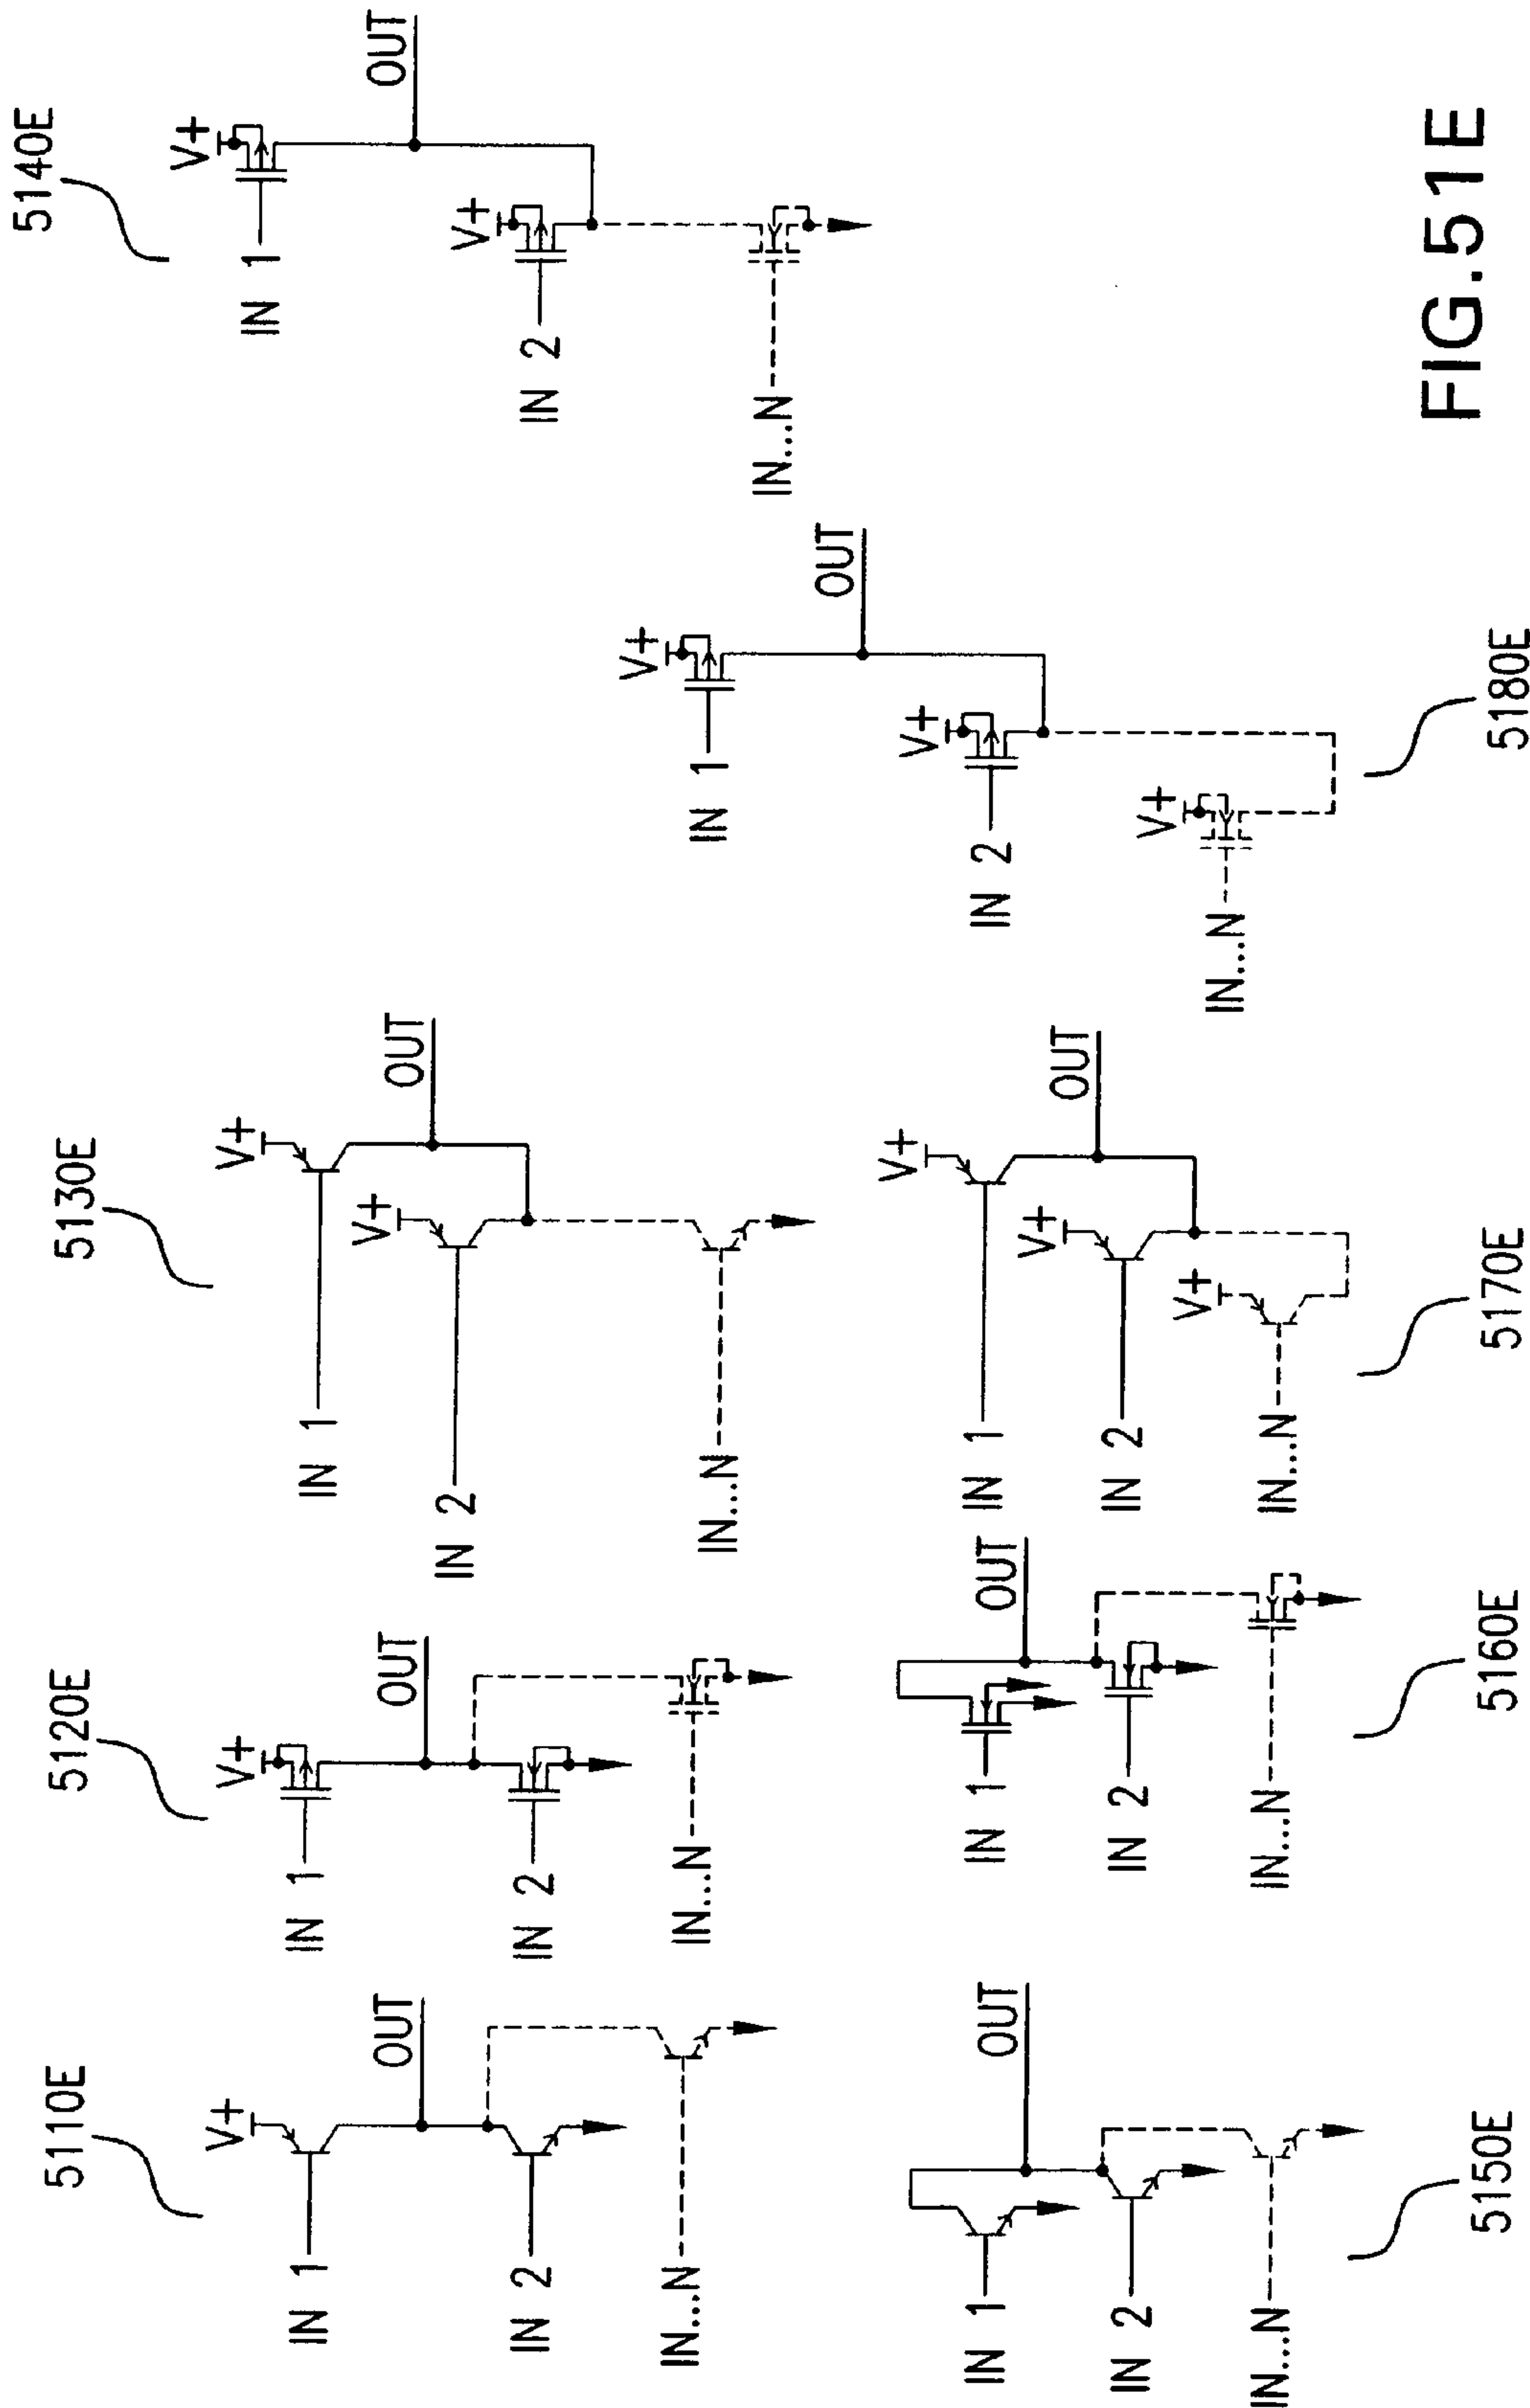 5110E
V+
IN 1
OUT
IN 2
IN...N
5120E
V+
IN 1
OUT
IN 2
IN...N
5130E
V+
IN 1
V+
OUT
IN 2
IN...N
5140E
V+
IN 1
OUT
V+
IN 2
IN...N
5150E
OUT
IN 1
IN 2
IN...N
5160E
OUT
IN 1
IN 2
IN...N
5170E
V+
IN 1
V+
OUT
IN 2
V+
IN...N
5180E
V+
IN 1
OUT
V+
IN 2
V+
IN...N
FIG.51E